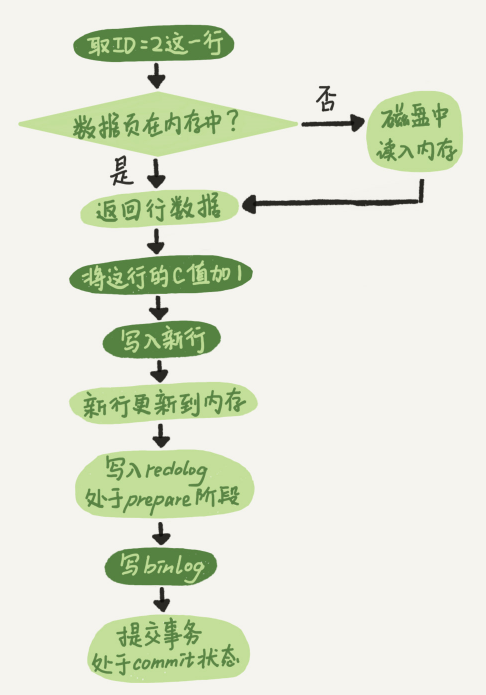 取ID=2这一行
数据页在内存中？
否
磁盘中
读入内存
是
返回行数据
将这行的C值加1
写入新行
新行更新到内存
写入redolog
处于prepare阶段
写binlog
提交事务
处于commit状态